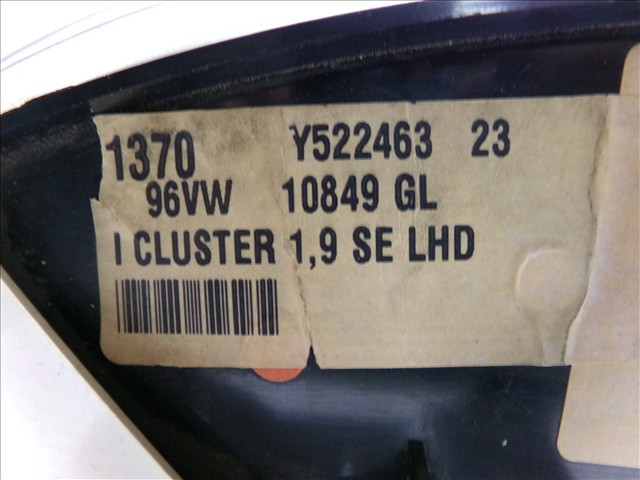 1370 Y522463 23
96VW 10849 GL
I CLUSTER 1,9 SE LHD